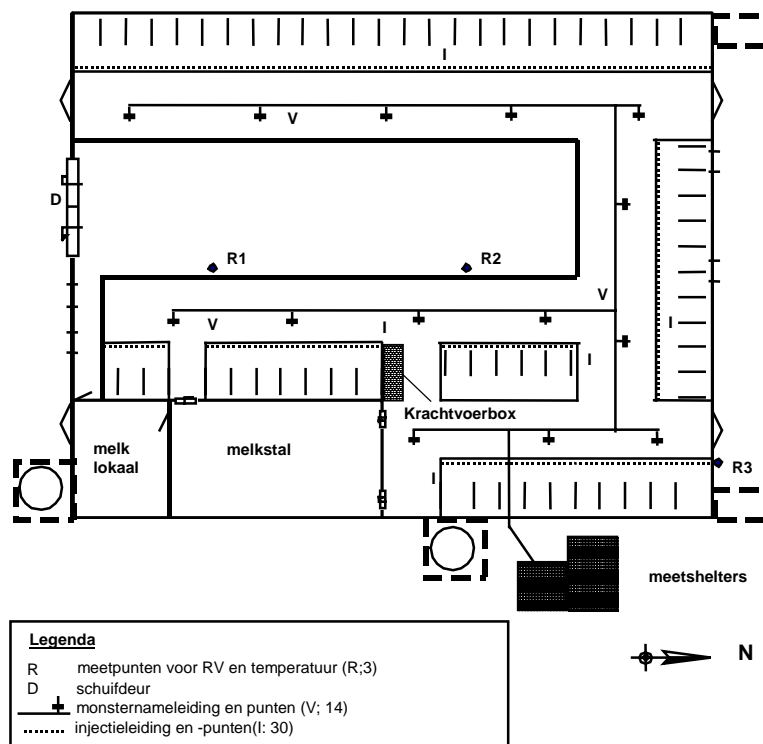 I
V
D
R1
R2
V
V
I
I
I
Krachtvoerbox
melk
lokaal
melkstal
I
R3
meetshelters
Legenda
R meetpunten voor RV en temperatuur (R;3)
D schuifdeur
monsternameleiding en punten (V; 14)
injectieleiding en -punten(I: 30)
N